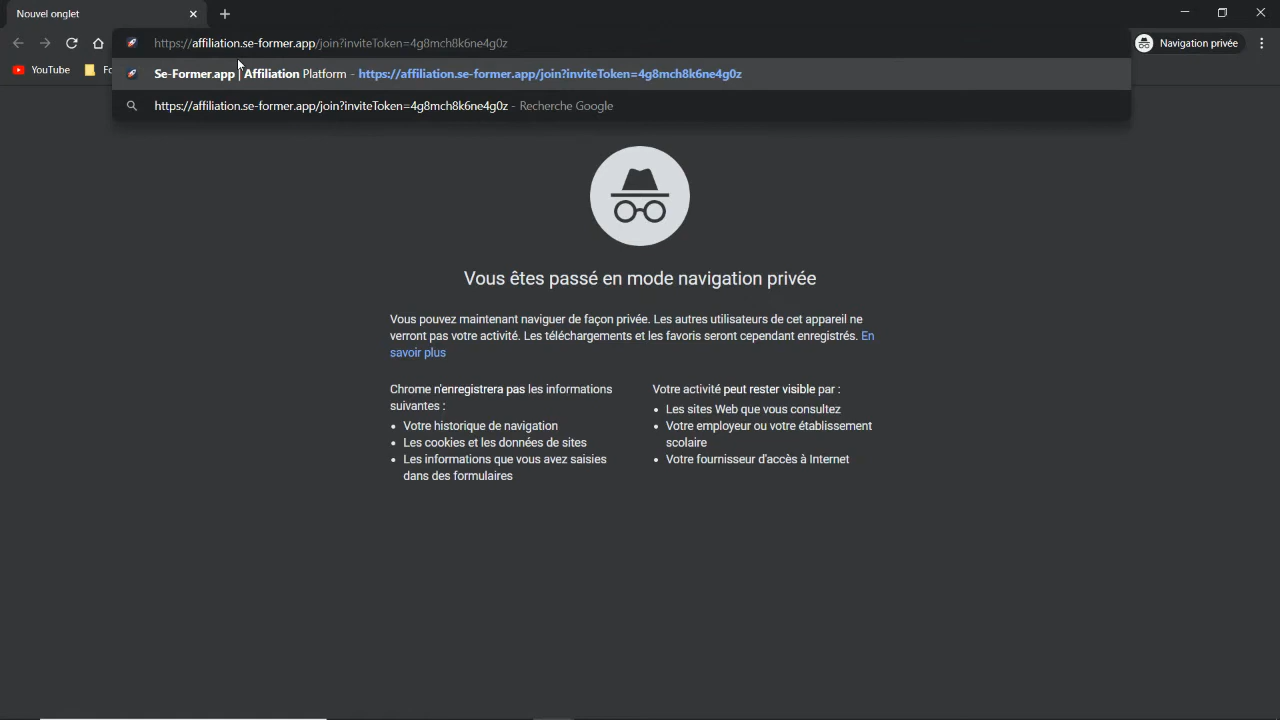 Nouvel onglet
https://affiliation.se-former.app/join?inviteToken=4g8mch8k6ne4g0z
Navigation privée
YouTube
Fo
Se-Former.app | Affiliation Platform - https://affiliation.se-former.app/join?inviteToken=4g8mch8k6ne4g0z
https://affiliation.se-former.app/join?inviteToken=4g8mch8k6ne4g0z - Recherche Google
Vous êtes passé en mode navigation privée
Vous pouvez maintenant naviguer de façon privée. Les autres utilisateurs de cet appareil ne
verront pas votre activité. Les téléchargements et les favoris seront cependant enregistrés. En
savoir plus
Chrome n'enregistrera pas les informations
suivantes :
• Votre historique de navigation
• Les cookies et les données de sites
• Les informations que vous avez saisies
dans des formulaires
Votre activité peut rester visible par :
• Les sites Web que vous consultez
• Votre employeur ou votre établissement
scolaire
• Votre fournisseur d'accès à Internet